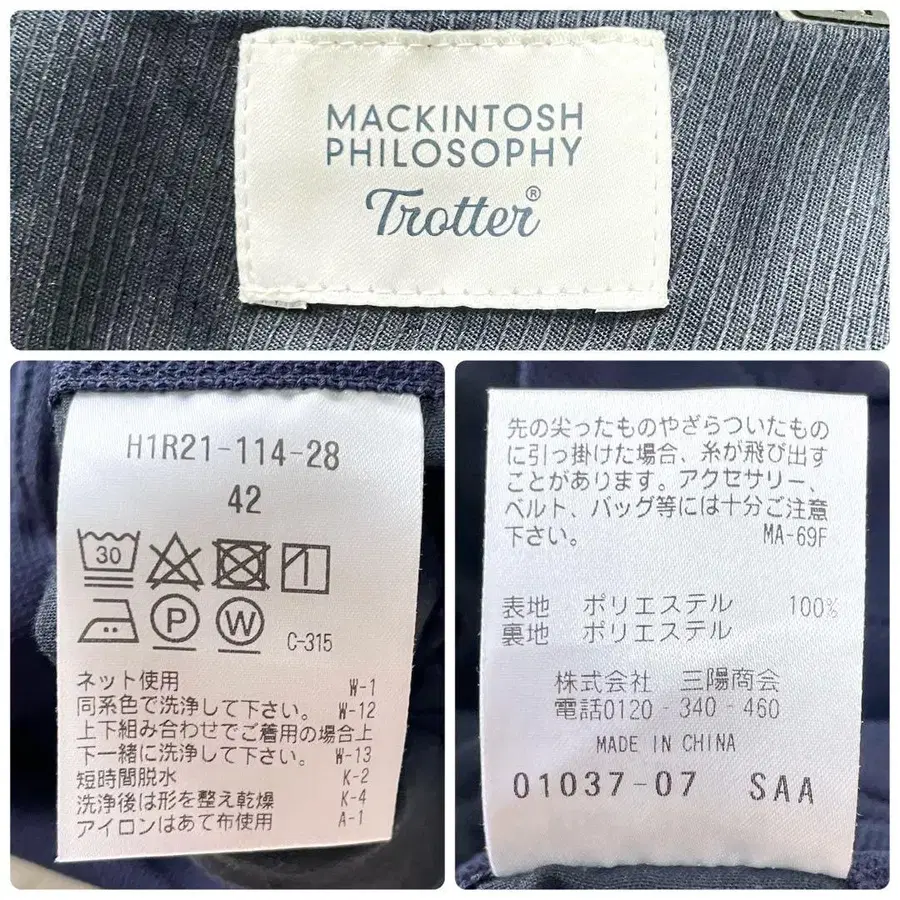 MACKINTOSH
PHILOSOPHY
Trotter®
H1R21-114-28
42
30
P
W
C-315
ネット使用 W-1
同系色で洗浄して下さい。 W-12
上下組み合わせでご着用の場合上
下一緒に洗浄して下さい。 W-13
短時間脱水 K-2
洗浄後は形を整え乾燥 K-4
アイロンはあて布使用 A-1
先の尖ったものやざらついたもの
に引っ掛けた場合、糸が飛び出す
ことがあります。アクセサリー、
ベルト、バッグ等には十分ご注意
下さい。 MA-69F
表地 ポリエステル 100%
裏地 ポリエステル
株式会社 三陽商会
電話0120-340-460
MADE IN CHINA
01037-07 SAA